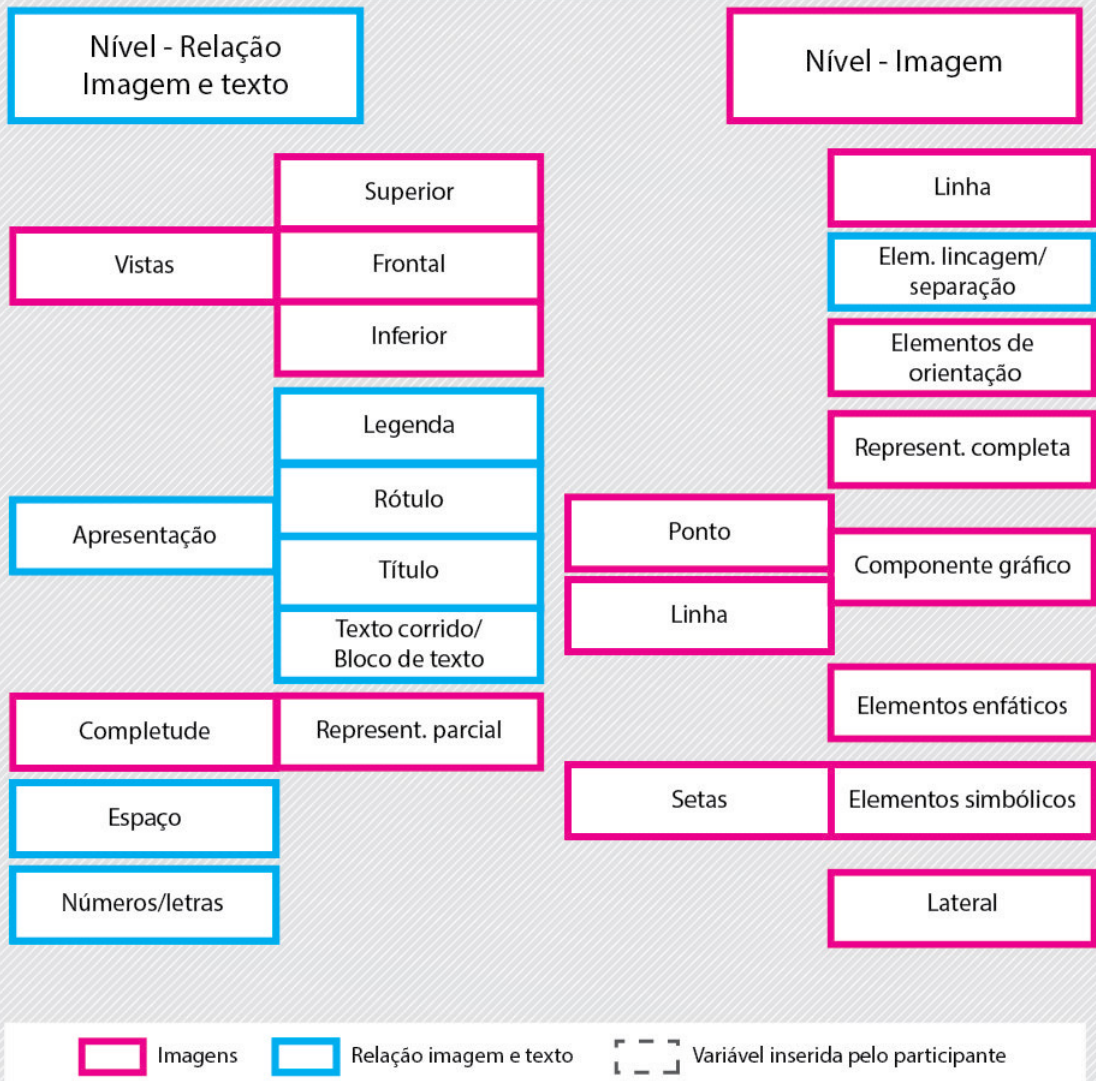 Nível - Relação
Imagem e texto
Nível - Imagem
Superior
Vistas
Frontal
Inferior
Legenda
Rótulo
Apresentação
Título
Texto corrido/
Bloco de texto
Completude
Represent. parcial
Espaço
Números/letras
Linha
Elem. lincagem/
separação
Elementos de
orientação
Represent. completa
Ponto
Componente gráfico
Linha
Elementos enfáticos
Setas
Elementos simbólicos
Lateral
Imagens
Relação imagem e texto
Variável inserida pelo participante